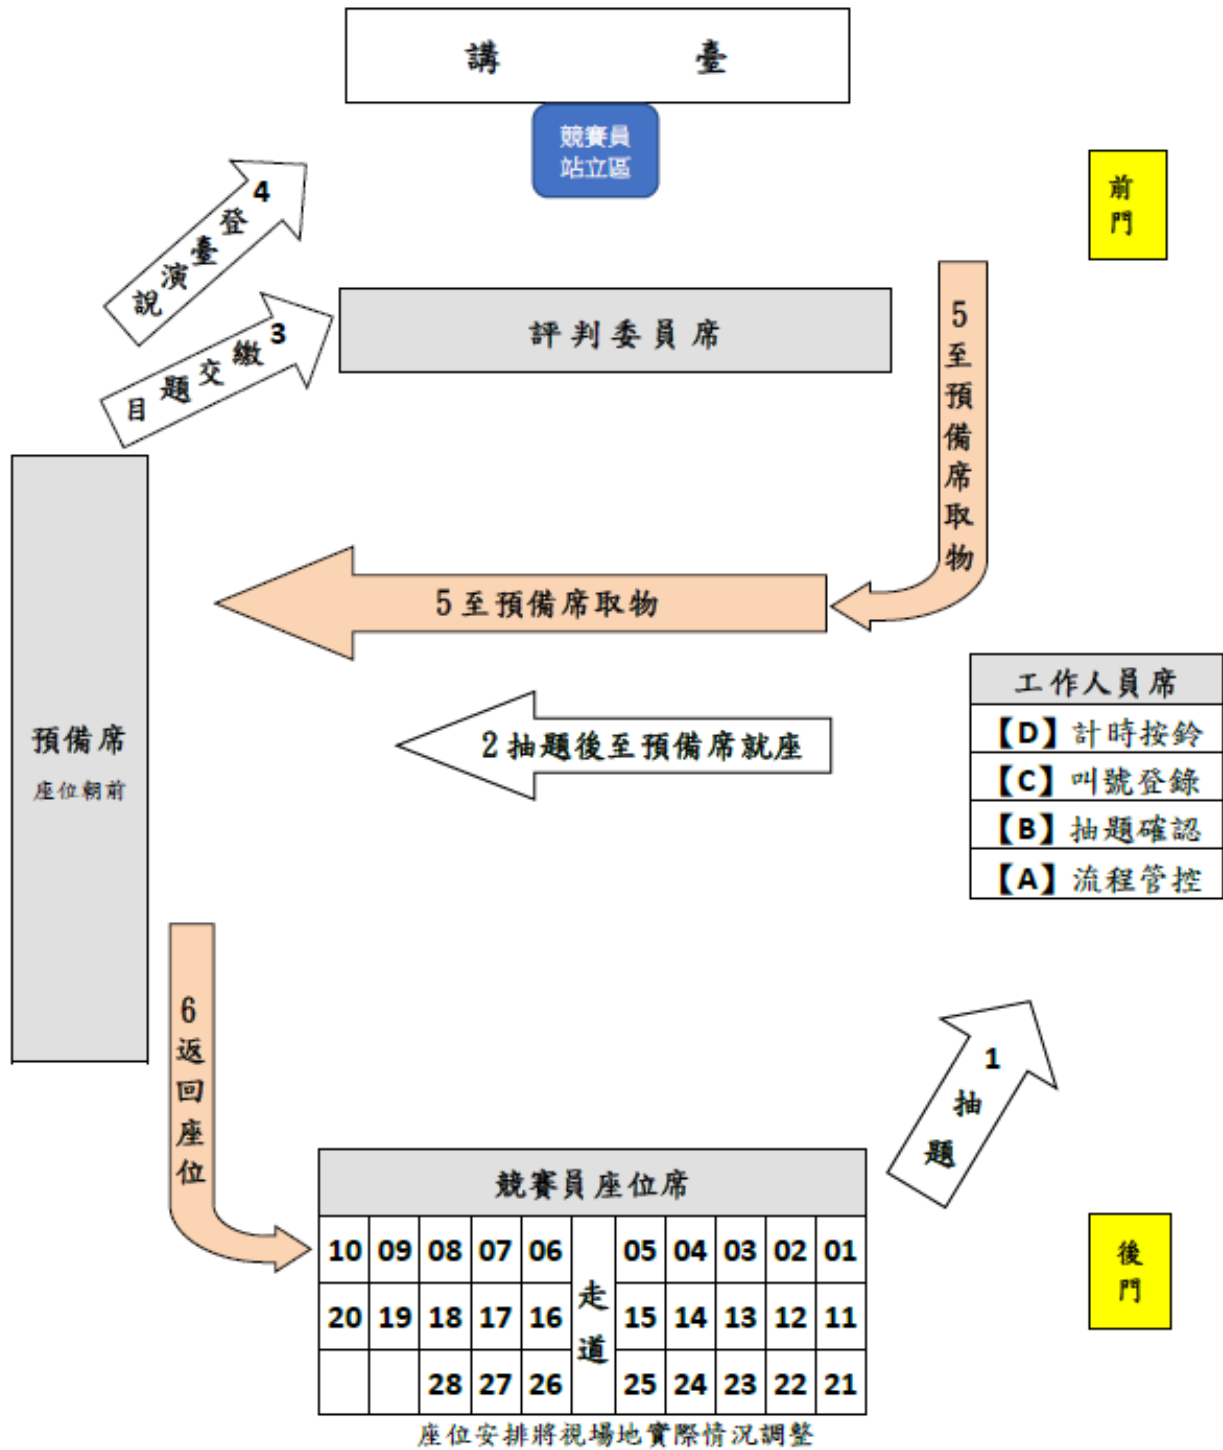 講 臺
競賽員
站立區
前門
4 登臺演說
3 繳交題目
評判委員席
5至預備席取物
5至預備席取物
2抽題後至預備席就座
預備席
座位朝前
工作人員席
【D】計時按鈴
【C】叫號登錄
【B】抽題確認
【A】流程管控
6返回座位
1抽題
後門
競賽員座位席
10 09 08 07 06 05 04 03 02 01
走道
20 19 18 17 16 15 14 13 12 11
28 27 26 25 24 23 22 21
座位安排將視場地實際情況調整